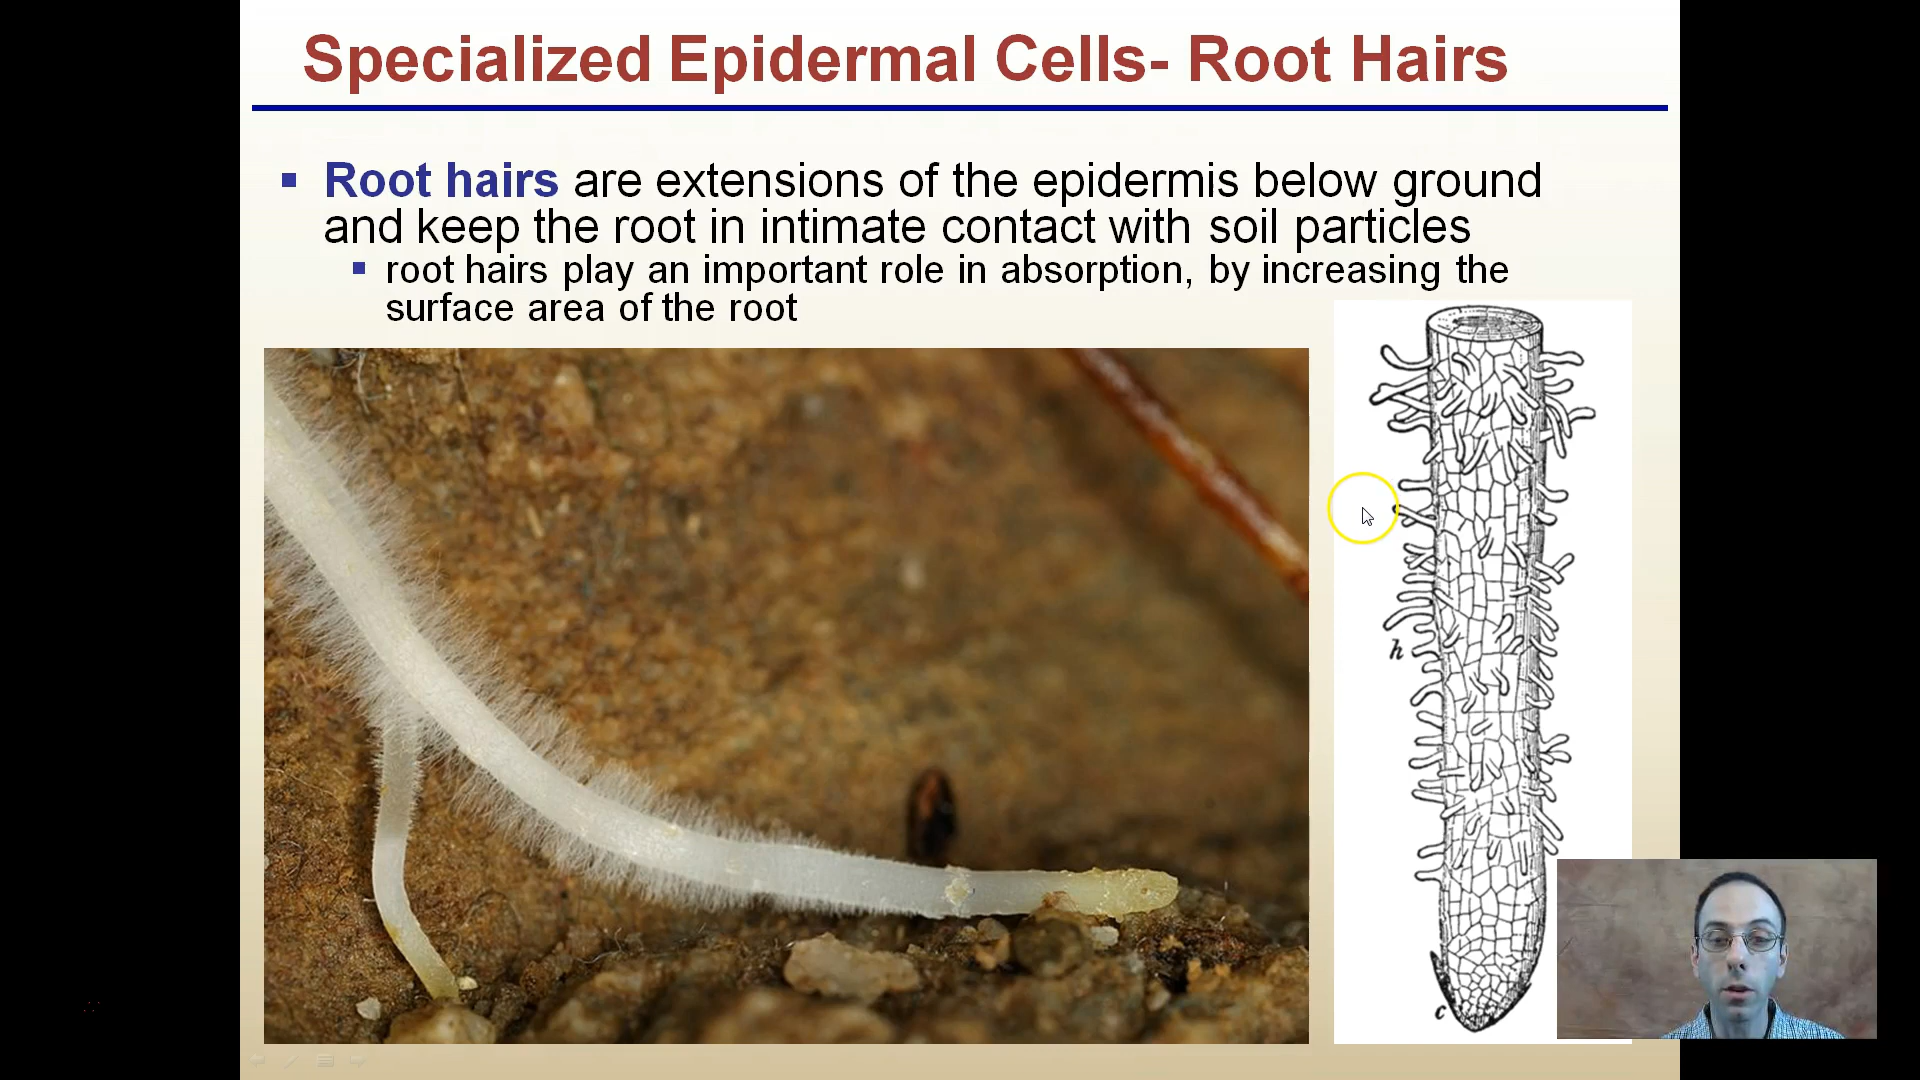 Specialized Epidermal Cells- Root Hairs
Root hairs are extensions of the epidermis below ground
and keep the root in intimate contact with soil particles
root hairs play an important role in absorption, by increasing the
surface area of the root
h
c